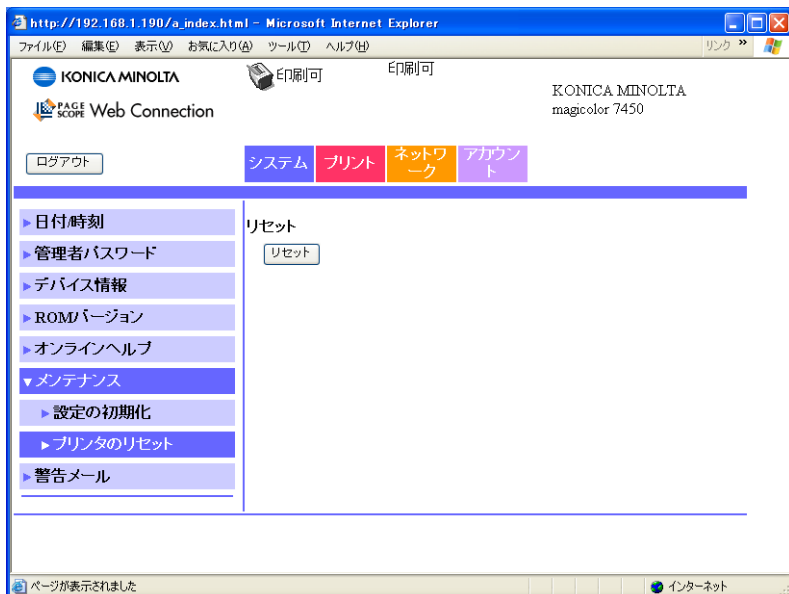 http://192.168.1.190/a_index.html - Microsoft Internet Explorer
ファイル(F) 編集(E) 表示(V) お気に入り(A) ツール(T) ヘルプ(H) リンク »
KONICA MINOLTA
印刷可
印刷可
KONICA MINOLTA
magicolor 7450
PAGE SCOPE Web Connection
ログアウト
システム
プリント
ネットワ
ーク
アカウン
ト
日付/時刻
管理者パスワード
デバイス情報
ROMバージョン
オンラインヘルプ
メンテナンス
設定の初期化
プリンタのリセット
警告メール
リセット
リセット
ページが表示されました
インターネット